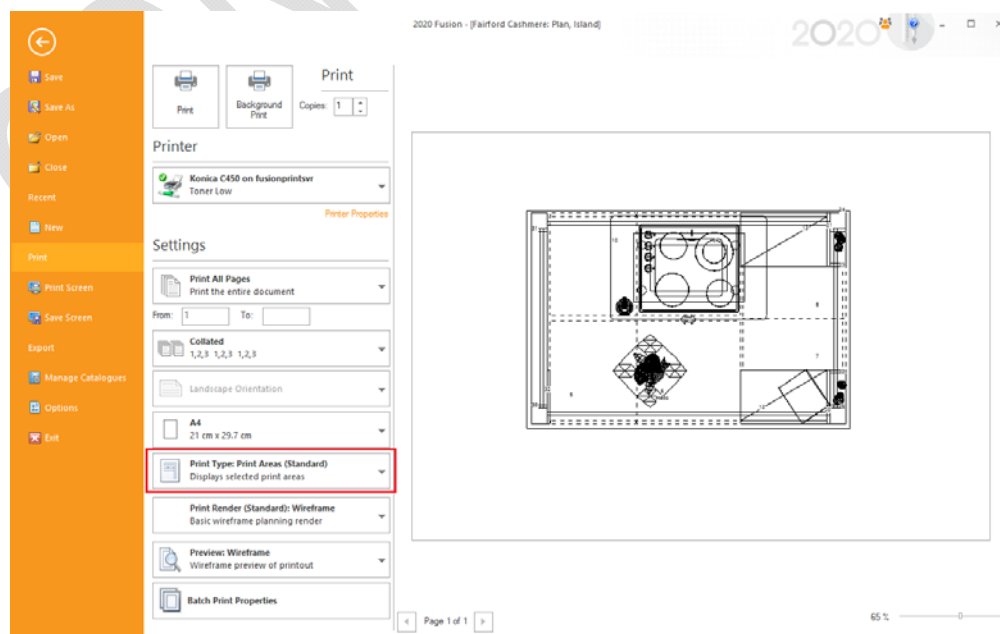 2020 Fusion - [Fairford Cashmere: Plan, Island]
2020
Save
Save As
Open
Close
Recent
New
Print
Print Screen
Save Screen
Export
Manage Catalogues
Options
Exit
Print
Background
Print
Print
Copies: 1
Printer
Konica C450 on fusionprintsvr
Toner Low
Printer Properties
Settings
Print All Pages
Print the entire document
From: 1 To:
Collated
1,2,3 1,2,3 1,2,3
Landscape Orientation
A4
21 cm x 29.7 cm
Print Type: Print Areas (Standard)
Displays selected print areas
Print Render (Standard): Wireframe
Basic wireframe planning render
Preview: Wireframe
Wireframe preview of printout
Batch Print Properties
10
8
7
6
Page 1 of 1
65 %